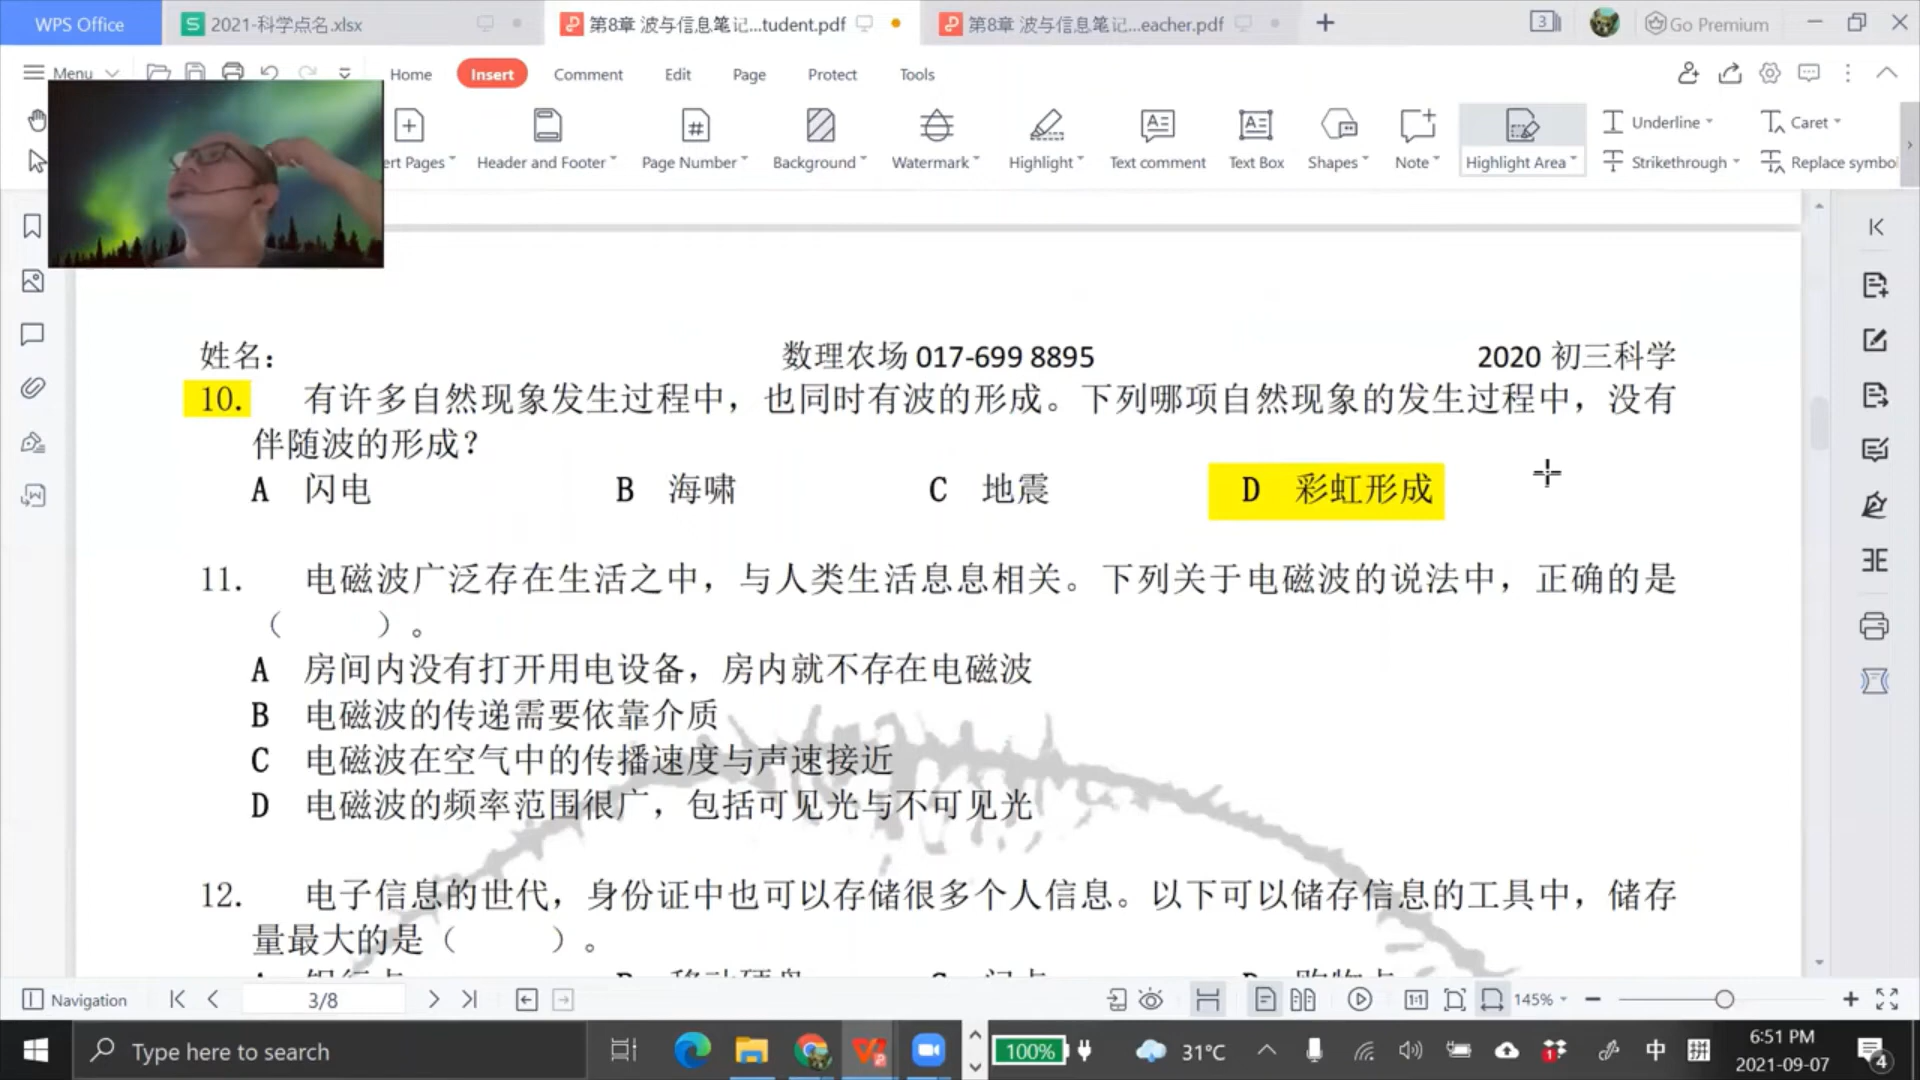 WPS Office
2021-科学点名.xlsx
第8章 波与信息笔记...tudent.pdf
第8章 波与信息笔记...eacher.pdf
3
Go Premium
Menu
Home
Insert
Comment
Edit
Page
Protect
Tools
ert Pages
Header and Footer
Page Number
Background
Watermark
Highlight
Text comment
Text Box
Shapes
Note
Highlight Area
Underline
Strikethrough
Caret
Replace symbo
姓名： 数理农场 017-699 8895 2020 初三科学
10. 有许多自然现象发生过程中，也同时有波的形成。下列哪项自然现象的发生过程中，没有
伴随波的形成？
A 闪电 B 海啸 C 地震 D 彩虹形成
11. 电磁波广泛存在生活之中，与人类生活息息相关。下列关于电磁波的说法中，正确的是
（ ）。
A 房间内没有打开用电设备，房内就不存在电磁波
B 电磁波的传递需要依靠介质
C 电磁波在空气中的传播速度与声速接近
D 电磁波的频率范围很广，包括可见光与不可见光
12. 电子信息的世代，身份证中也可以存储很多个人信息。以下可以储存信息的工具中，储存
量最大的是（ ）。
Navigation
3/8
145%
Type here to search
100%
31°C
中
拼
6:51 PM
2021-09-07
4